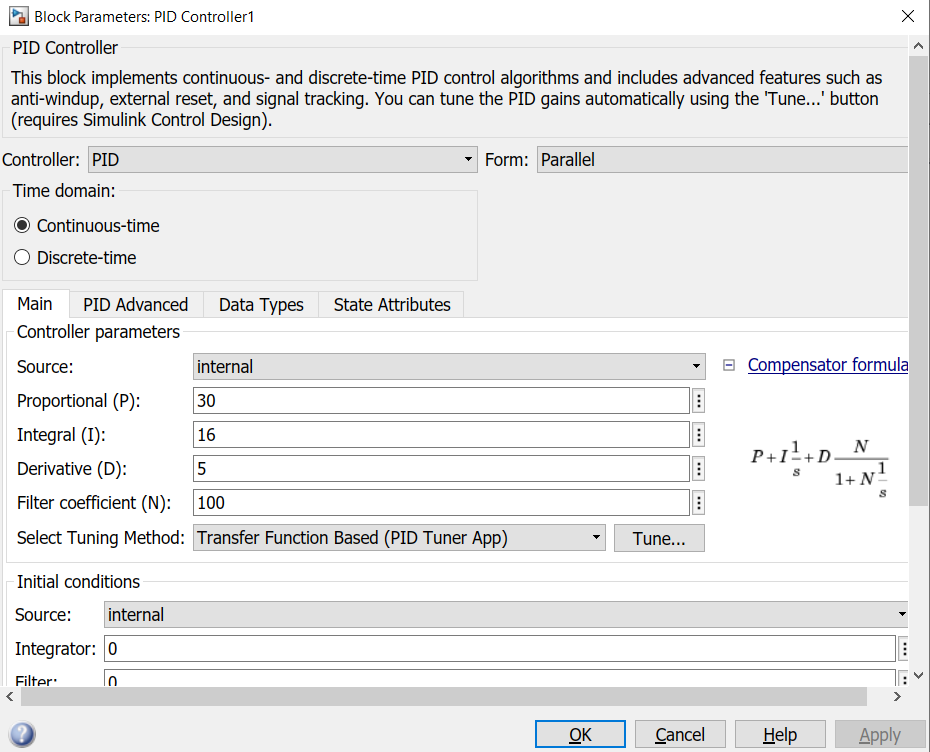 Block Parameters: PID Controller1
PID Controller
This block implements continuous- and discrete-time PID control algorithms and includes advanced features such as
anti-windup, external reset, and signal tracking. You can tune the PID gains automatically using the 'Tune...' button
(requires Simulink Control Design).
Controller: PID Form: Parallel
Time domain:
Continuous-time
Discrete-time
Main PID Advanced Data Types State Attributes
Controller parameters
Source: internal Compensator formula
Proportional (P): 30
Integral (I): 16
Derivative (D): 5
P+I 1/s + D N/(1+N 1/s)
Filter coefficient (N): 100
Select Tuning Method: Transfer Function Based (PID Tuner App) Tune...
Initial conditions
Source: internal
Integrator: 0
Filter: 0
OK Cancel Help Apply